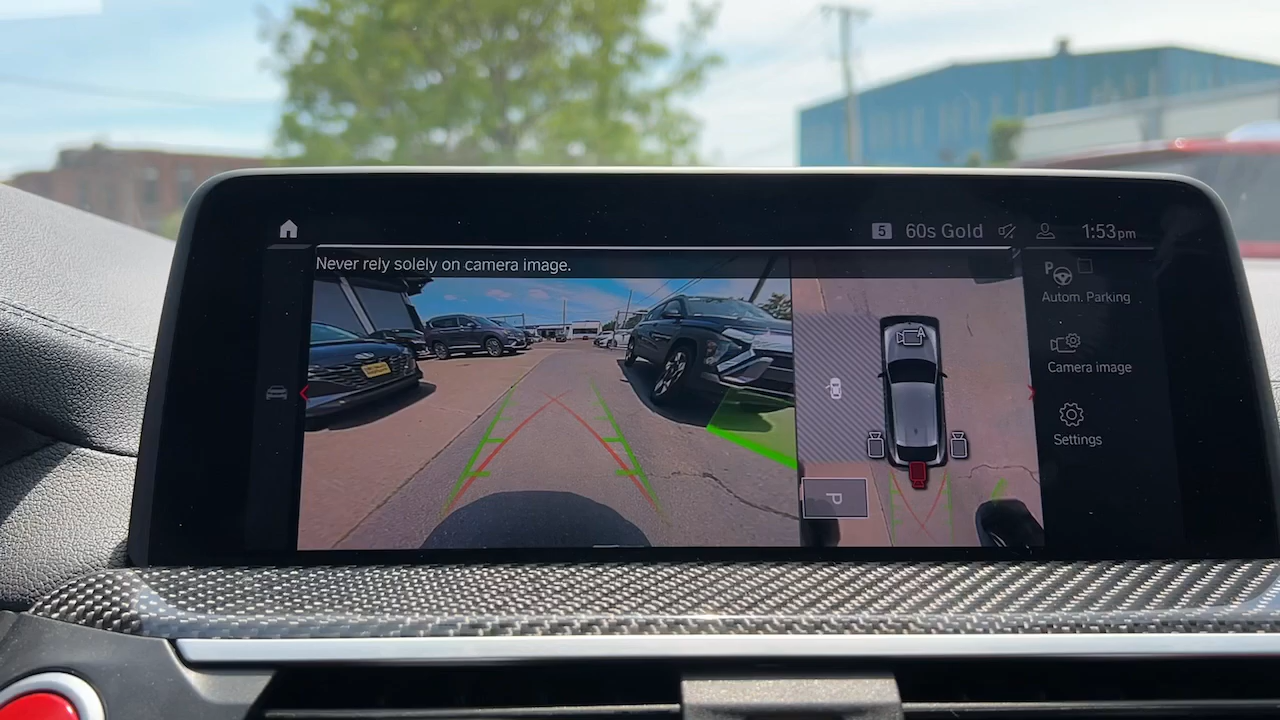 5 60s Gold 1:53pm
Never rely solely on camera image.
P
Autom. Parking
A
Camera image
Settings
P